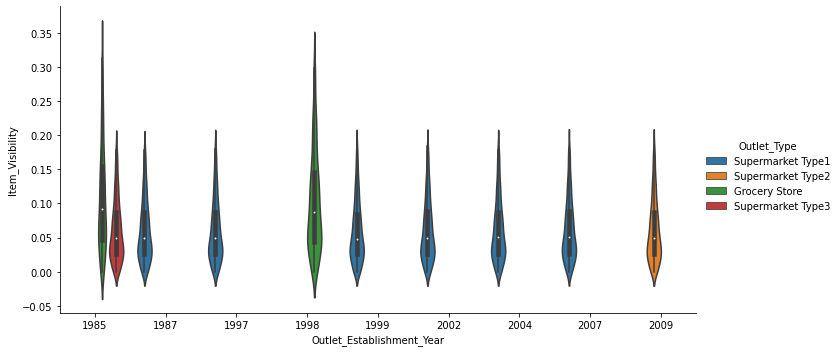 0.35
0.30
0.25
0.20
0.15
0.10
0.05
0.00
−0.05
Item_Visibility
1985 1987 1997 1998 1999 2002 2004 2007 2009
Outlet_Establishment_Year
Outlet_Type
Supermarket Type1
Supermarket Type2
Grocery Store
Supermarket Type3